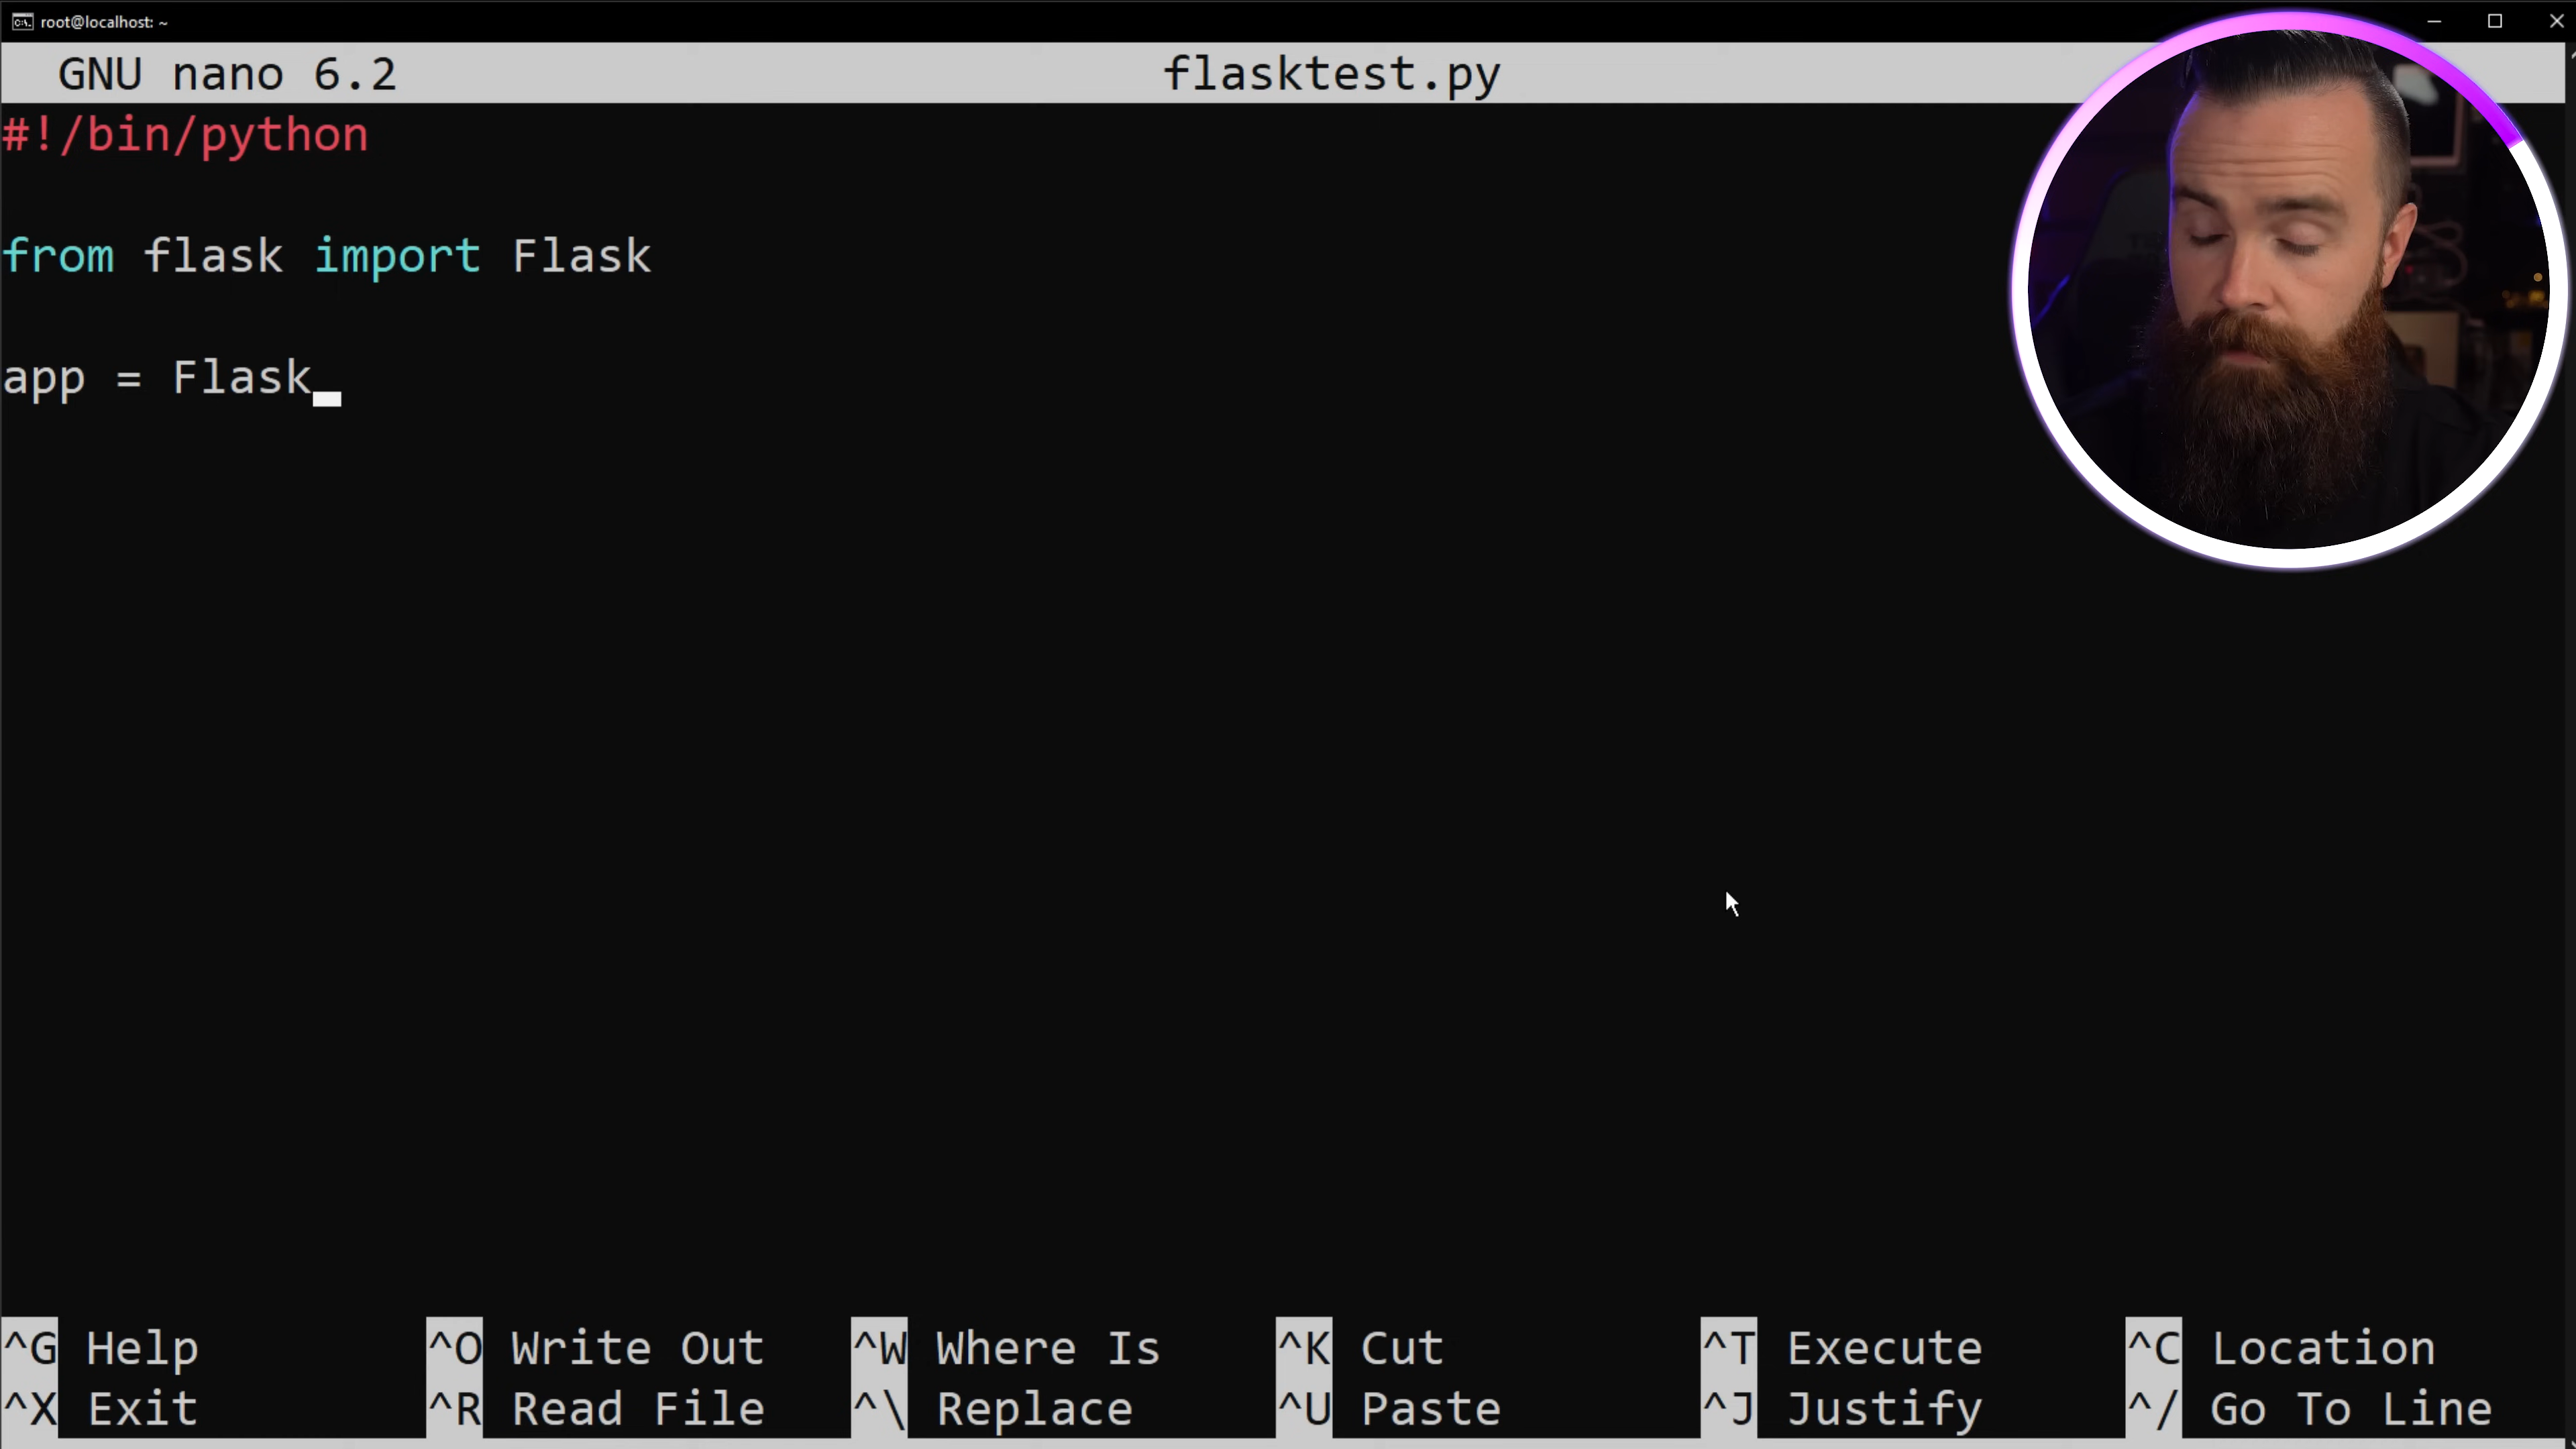 root@localhost: ~
GNU nano 6.2 flasktest.py
#!/bin/python
from flask import Flask
app = Flask
^G Help ^O Write Out ^W Where Is ^K Cut ^T Execute ^C Location
^X Exit ^R Read File ^\ Replace ^U Paste ^J Justify ^/ Go To Line